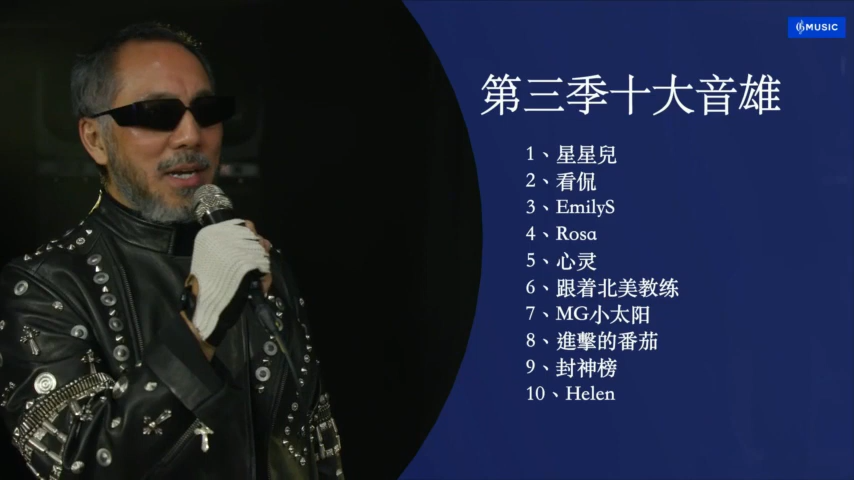 MUSIC
第三季十大音雄
1、星星兒
2、看侃
3、EmilyS
4、Rosa
5、心灵
6、跟着北美教练
7、MG小太阳
8、進擊的番茄
9、封神榜
10、Helen